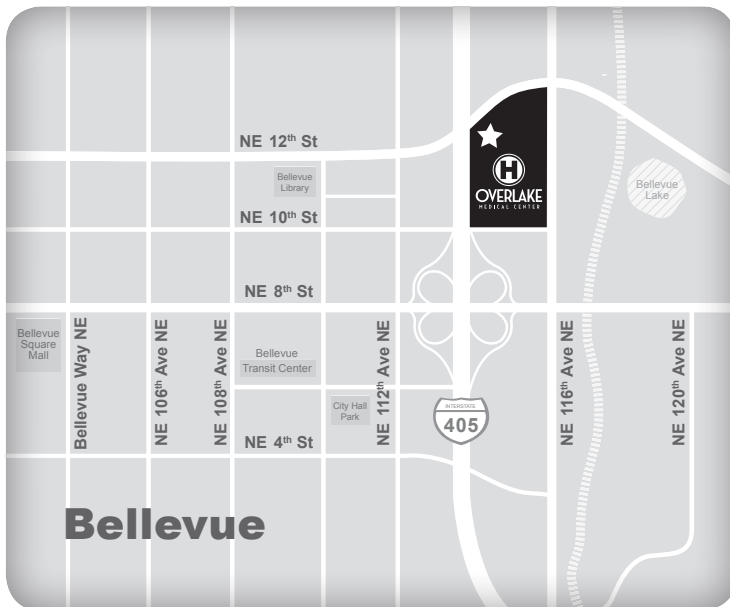 NE 12th St
Bellevue
Library
H
OVERLAKE
MEDICAL CENTER
Bellevue
Lake
NE 10th St
NE 8th St
Bellevue
Square
Mall
Bellevue Way NE
NE 106th Ave NE
NE 108th Ave NE
Bellevue
Transit Center
City Hall
Park
NE 112th Ave NE
INTERSTATE
405
NE 116th Ave NE
NE 120th Ave NE
NE 4th St
Bellevue